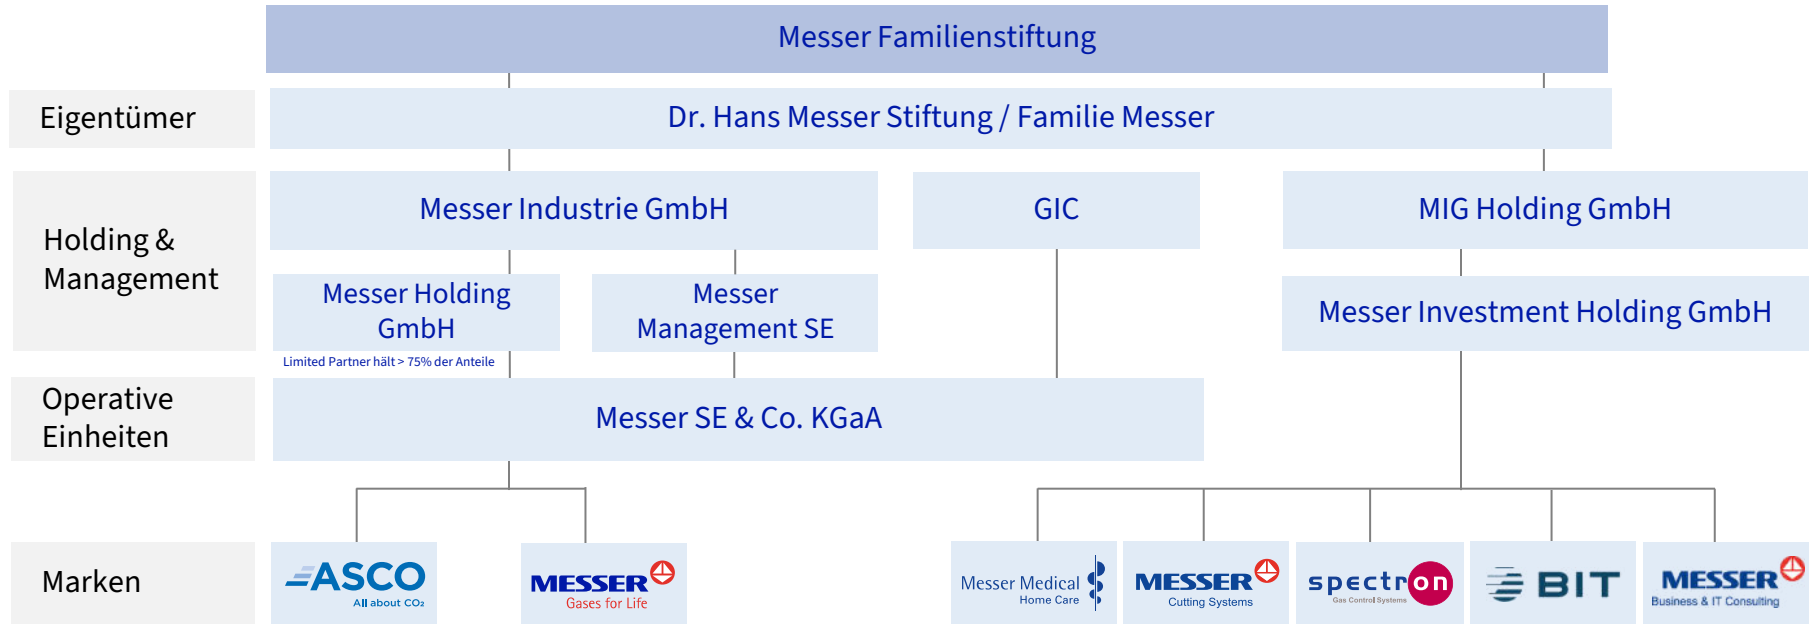 Messer Familienstiftung
Eigentümer
Dr. Hans Messer Stiftung / Familie Messer
Holding &
Management
Messer Industrie GmbH
GIC
MIG Holding GmbH
Messer Holding
GmbH
Messer
Management SE
Messer Investment Holding GmbH
Limited Partner hält > 75% der Anteile
Operative
Einheiten
Messer SE & Co. KGaA
Marken
ASCO
All about CO₂
MESSER
Gases for Life
Messer Medical
Home Care
MESSER
Cutting Systems
spectron
Gas Control Systems
BIT
MESSER
Business & IT Consulting